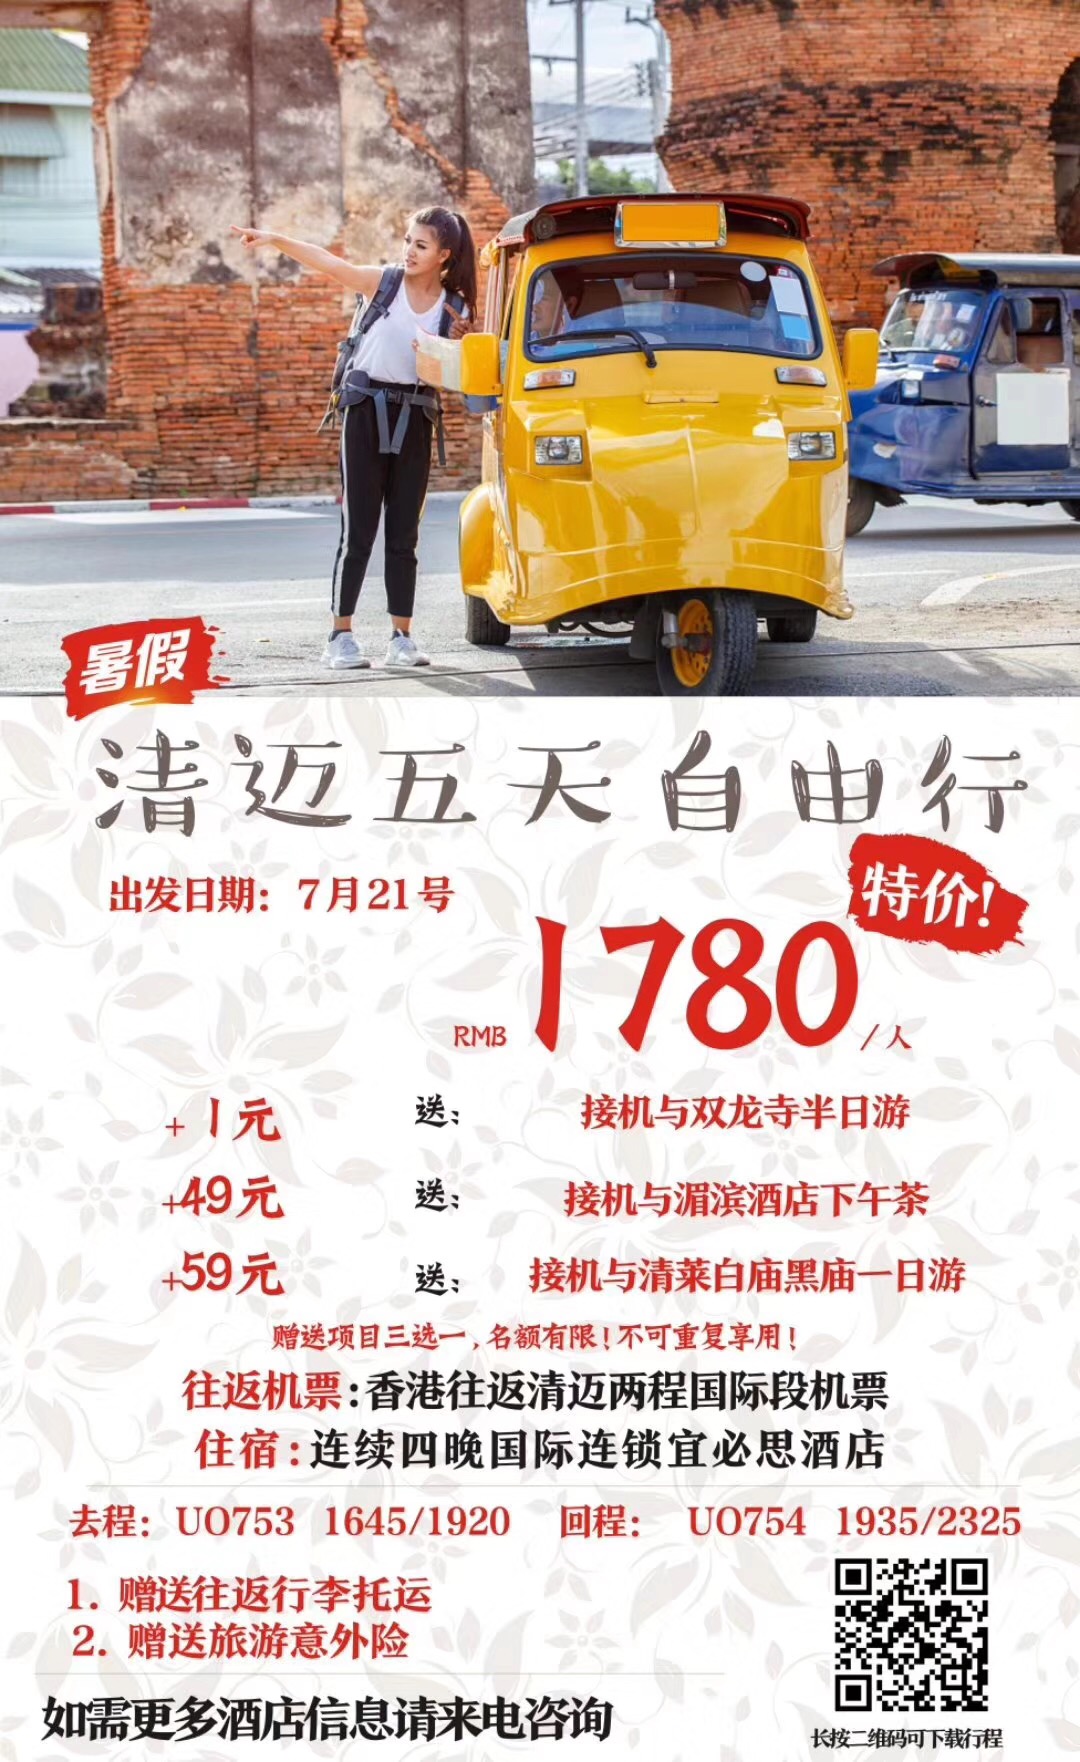 暑假
清迈五天自由行
出发日期：7月21号
特价!
RMB 1780/人
+1元 送; 接机与双龙寺半日游
+49元 送; 接机与湄滨酒店下午茶
+59元 送; 接机与清莱白庙黑庙一日游
赠送项目三选一,名额有限!不可重复享用!
往返机票:香港往返清迈两程国际段机票
住宿:连续四晚国际连锁宜必思酒店
去程: UO753 1645/1920 回程: UO754 1935/2325
1. 赠送往返行李托运
2. 赠送旅游意外险
如需更多酒店信息请来电咨询
长按二维码可下载行程